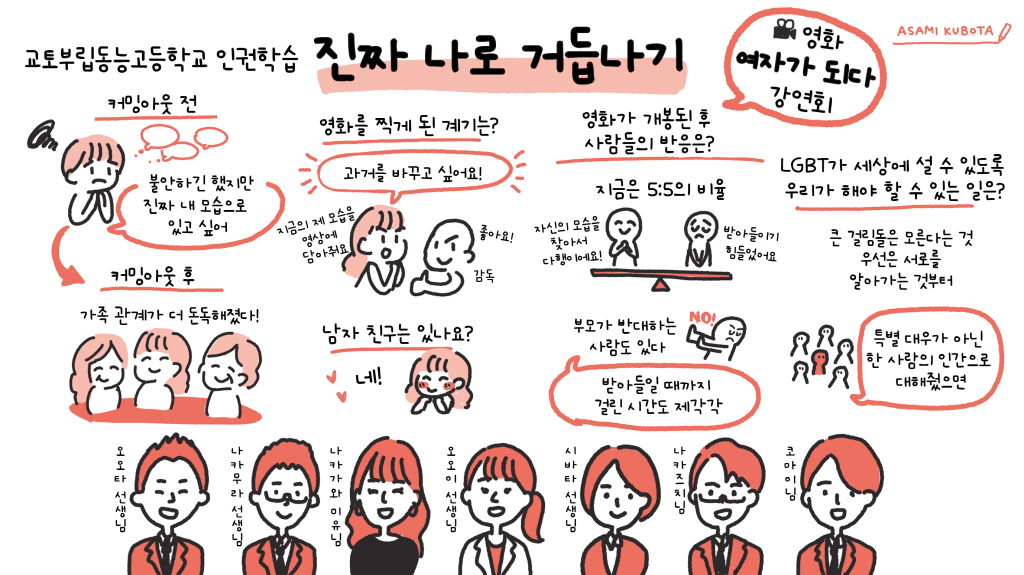 교토부립동능고등학교 인권학습
진짜 나로 거듭나기
영화
여자가 되다
강연회
ASAMI KUBOTA
커밍아웃 전
불안하긴 했지만
진짜 내 모습으로
있고 싶어
커밍아웃 후
가족 관계가 더 돈독해졌다!
영화를 찍게 된 계기는?
과거를 바꾸고 싶어요!
지금의 제 모습을
영상에
담아줘요
좋아요!
감독
남자 친구는 있나요?
네!
영화가 개봉된 후
사람들의 반응은?
지금은 5:5의 비율
자신의 모습을
찾아서
다행이에요!
받아들이기
힘들었어요
부모가 반대하는
사람도 있다
NO!
받아들일 때까지
걸린 시간도 제각각
LGBT가 세상에 설 수 있도록
우리가 해야 할 수 있는 일은?
큰 걸림돌은 모른다는 것
우선은 서로를
알아가는 것부터
특별 대우가 아닌
한 사람의 인간으로
대해줬으면
오오타 선생님
나카무라 선생님
나카가와 미유님
오오이 선생님
시바타 선생님
나카즈지님
코마이님